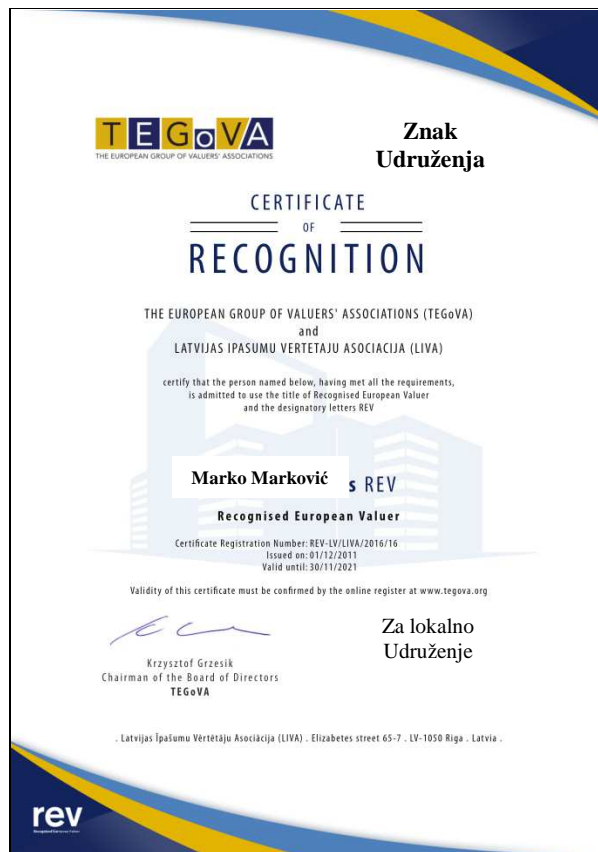 TEGoVA
THE EUROPEAN GROUP OF VALUERS' ASSOCIATIONS
Znak
Udruženja
CERTIFICATE
OF
RECOGNITION
THE EUROPEAN GROUP OF VALUERS' ASSOCIATIONS (TEGoVA)
and
LATVIJAS IPASUMU VERTETAJU ASOCIACIJA (LIVA)
certify that the person named below, having met all the requirements,
is admitted to use the title of Recognised European Valuer
and the designatory letters REV
Marko Marković s REV
Recognised European Valuer
Certificate Registration Number: REV-LV/LIVA/2016/16
Issued on: 01/12/2011
Valid until: 30/11/2021
Validity of this certificate must be confirmed by the online register at www.tegova.org
Za lokalno
Udruženje
Krzysztof Grzesik
Chairman of the Board of Directors
TEGoVA
. Latvijas Īpašumu Vērtētāju Asociācija (LIVA) . Elizabetes street 65-7 . LV-1050 Riga . Latvia .
rev
Recognised European Valuer